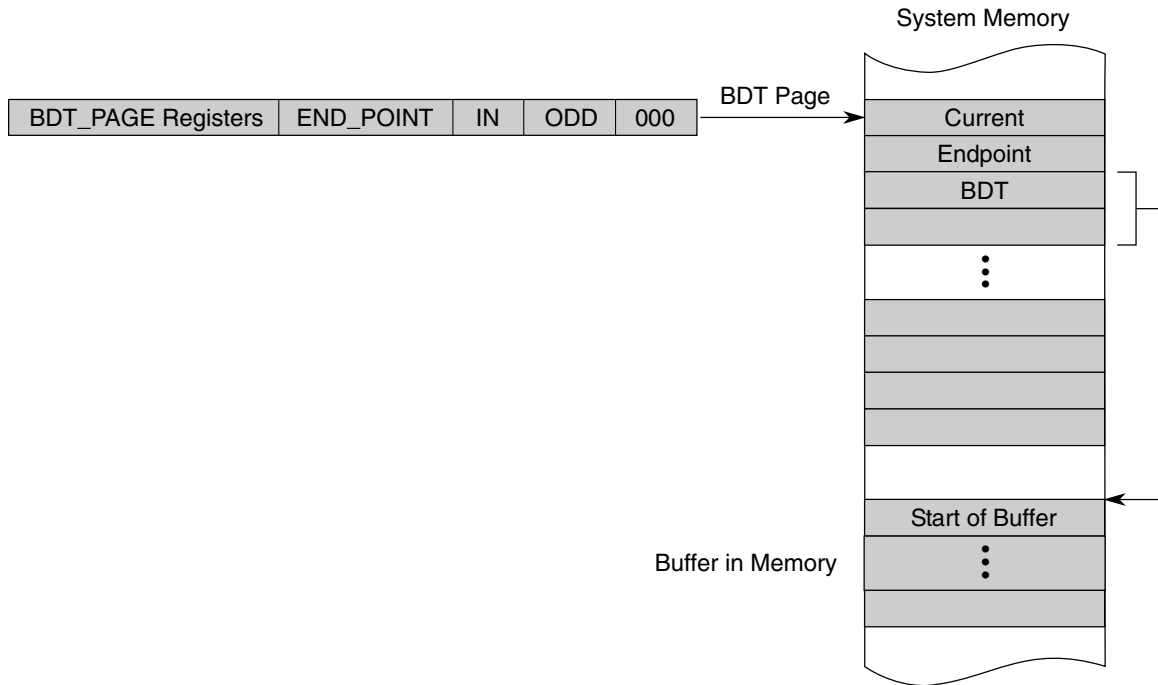 System Memory
BDT_PAGE Registers END_POINT IN ODD 000
BDT Page
Current
Endpoint
BDT
Start of Buffer
Buffer in Memory